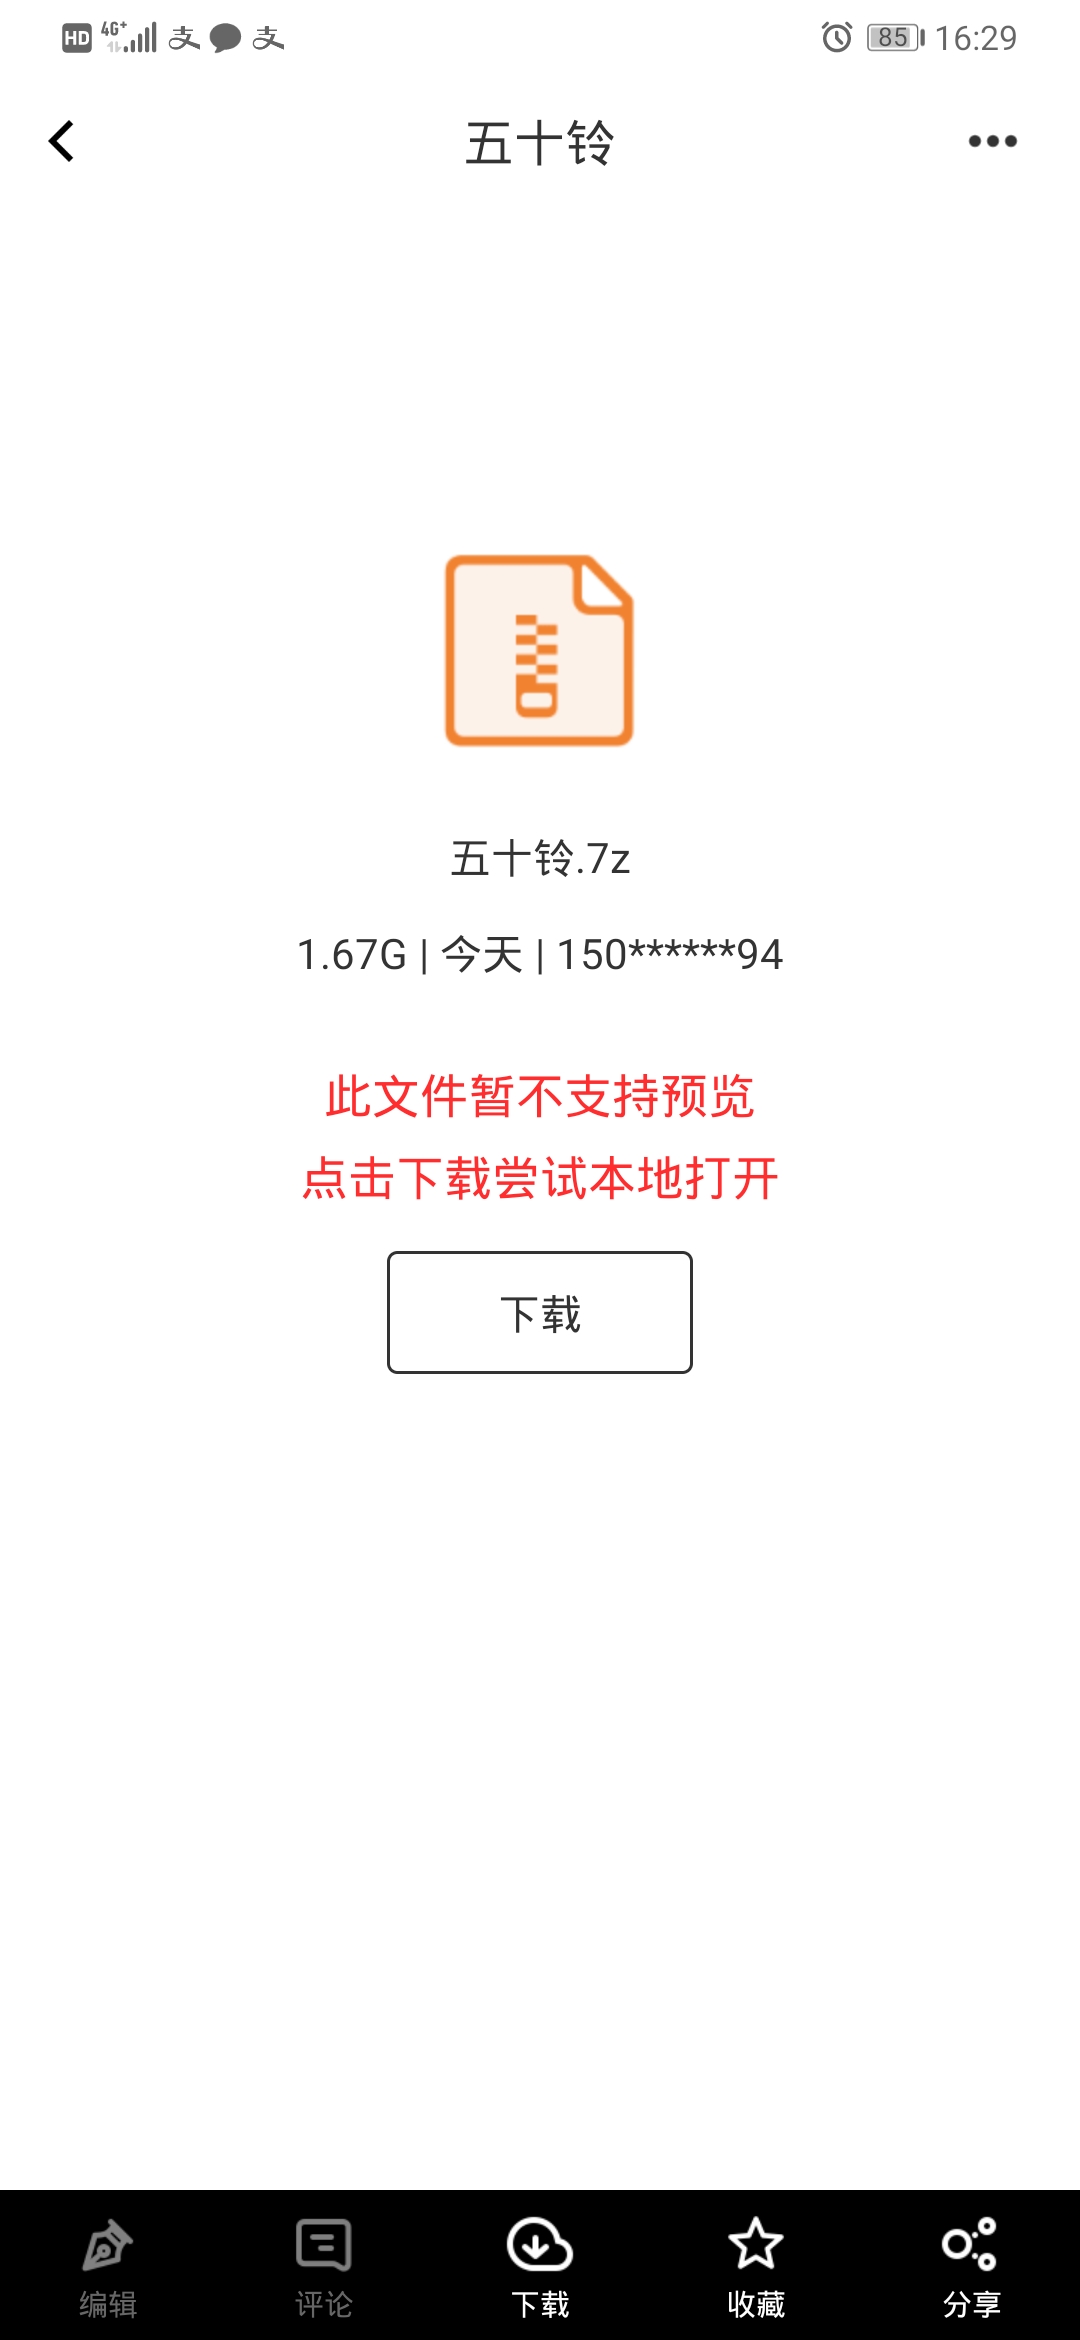 HD 4G+ 支 支 85 16:29
五十铃
五十铃.7z
1.67G | 今天 | 150******94
此文件暂不支持预览
点击下载尝试本地打开
下载
编辑 评论 下载 收藏 分享